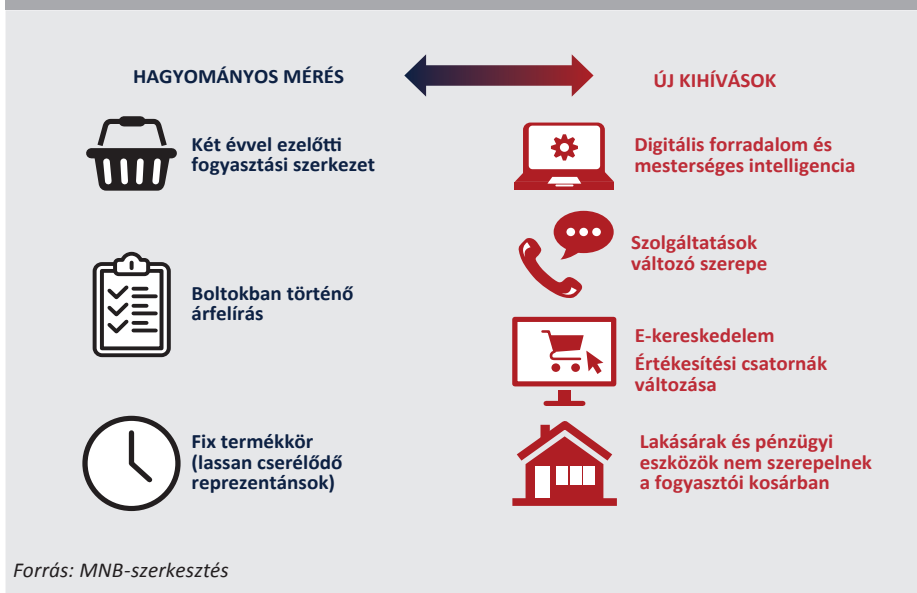 HAGYOMÁNYOS MÉRÉS
Két évvel ezelőtti
fogyasztási szerkezet
Boltokban történő
árfelírás
Fix termékkör
(lassan cserélődő
reprezentánsok)
ÚJ KIHÍVÁSOK
Digitális forradalom és
mesterséges intelligencia
Szolgáltatások
változó szerepe
E-kereskedelem
Értékesítési csatornák
változása
Lakásárak és pénzügyi
eszközök nem szerepelnek
a fogyasztói kosárban
Forrás: MNB-szerkesztés